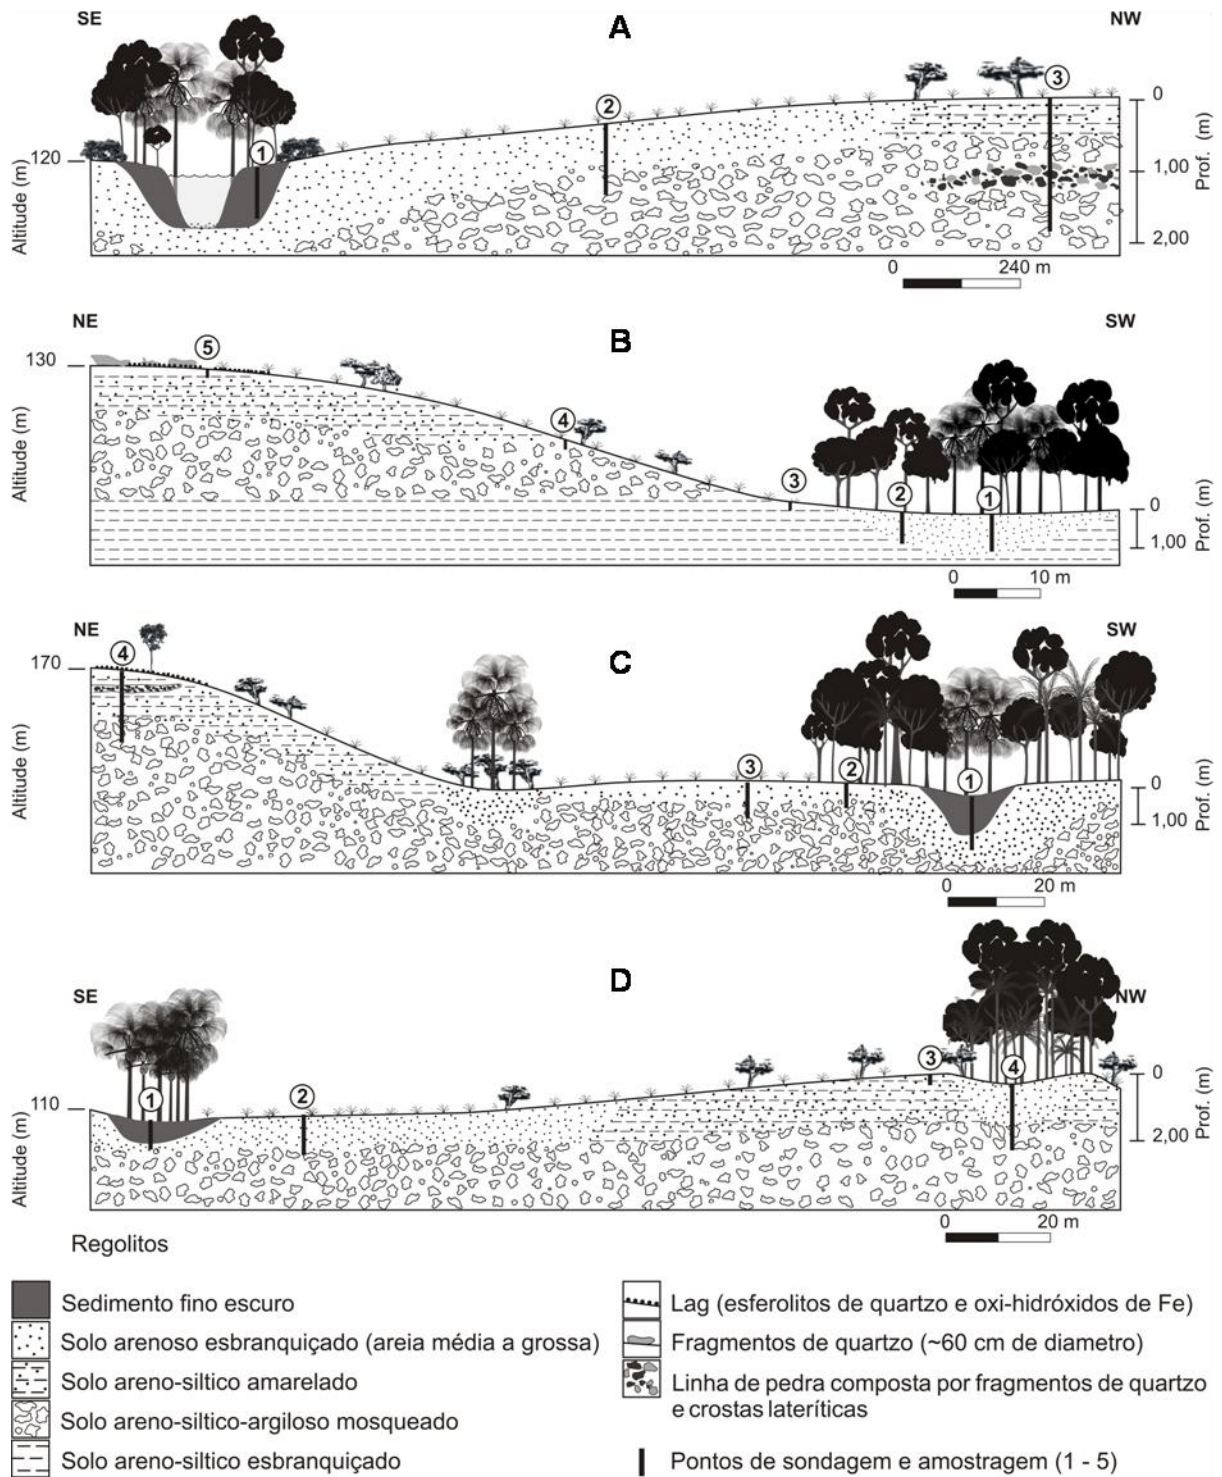 SE A NW
1 2 3
120
Altitude (m)
0
1,00
2,00
Prof. (m)
0 240 m
NE B SW
130
5 4 3 2 1
Altitude (m)
0
1,00
Prof. (m)
0 10 m
NE C SW
170
4 3 2 1
Altitude (m)
0
1,00
Prof. (m)
0 20 m
SE D NW
110
1 2 3 4
Altitude (m)
0
2,00
Prof. (m)
0 20 m
Regolitos
Sedimento fino escuro
Solo arenoso esbranquiçado (areia média a grossa)
Solo areno-siltico amarelado
Solo areno-siltico-argiloso mosqueado
Solo areno-siltico esbranquiçado
Lag (esferolitos de quartzo e oxi-hidróxidos de Fe)
Fragmentos de quartzo (~60 cm de diametro)
Linha de pedra composta por fragmentos de quartzo
e crostas lateríticas
Pontos de sondagem e amostragem (1 - 5)